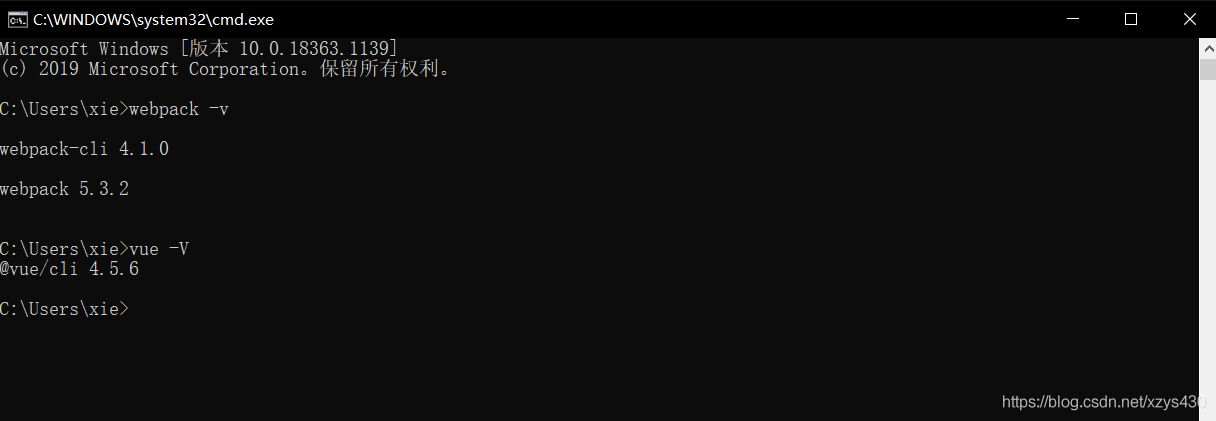 C:\WINDOWS\system32\cmd.exe
Microsoft Windows [版本 10.0.18363.1139]
(c) 2019 Microsoft Corporation。保留所有权利。
C:\Users\xie>webpack -v
webpack-cli 4.1.0
webpack 5.3.2
C:\Users\xie>vue -V
@vue/cli 4.5.6
C:\Users\xie>
https://blog.csdn.net/xzys430